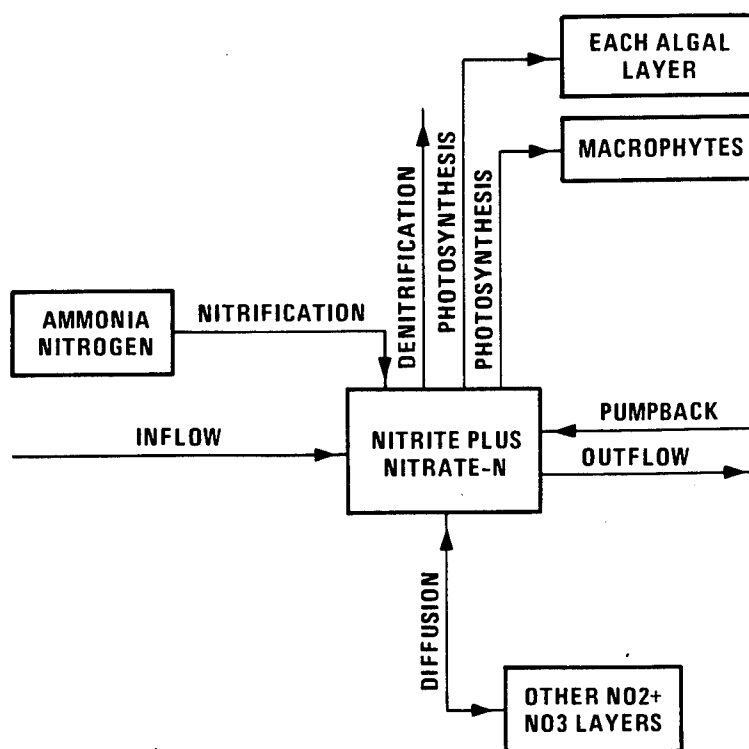 EACH ALGAL
LAYER
MACROPHYTES
DENITRIFICATION
PHOTOSYNTHESIS
PHOTOSYNTHESIS
AMMONIA
NITROGEN
NITRIFICATION
INFLOW
NITRITE PLUS
NITRATE-N
PUMPBACK
OUTFLOW
DIFFUSION
OTHER NO2+
NO3 LAYERS